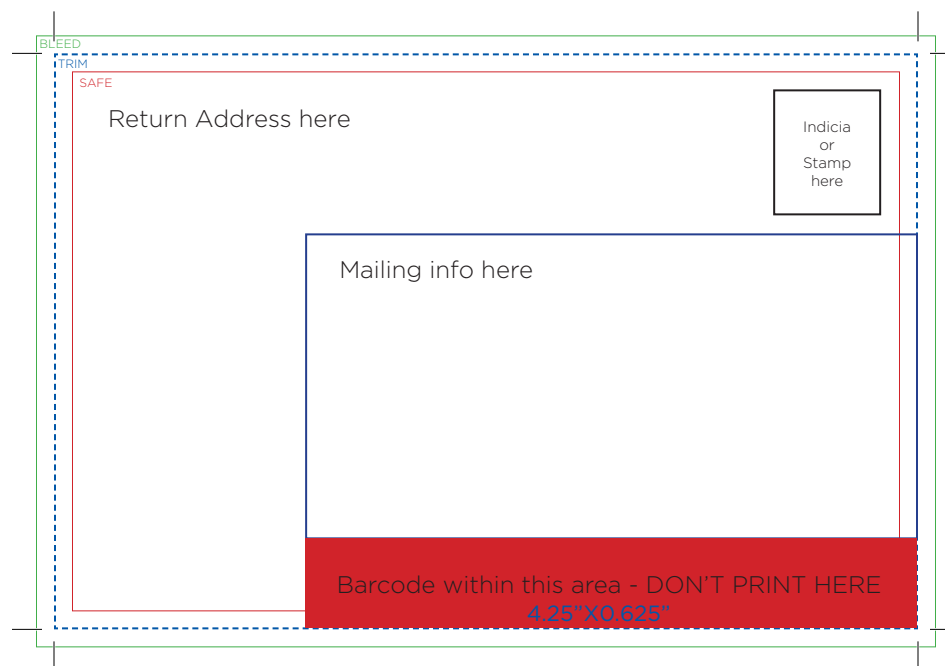 BLEED
TRIM
SAFE
Return Address here
Indicia
or
Stamp
here
Mailing info here
Barcode within this area - DON'T PRINT HERE
4.25"X0.625"